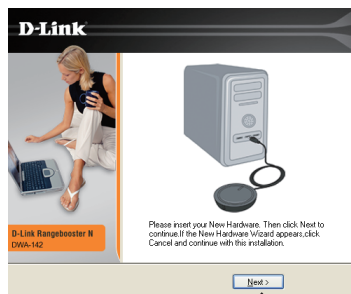 D-Link
D-Link Rangebooster N
DWA-142
Please insert your New Hardware. Then click Next to
continue.If the New Hardware Wizard appears,click
Cancel and continue with this installation.
Next >